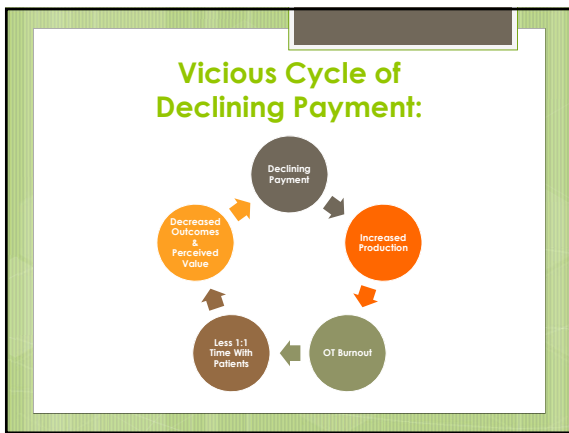 Vicious Cycle of
Declining Payment:
Declining
Payment
Increased
Production
OT Burnout
Less 1:1
Time With
Patients
Decreased
Outcomes
&
Perceived
Value